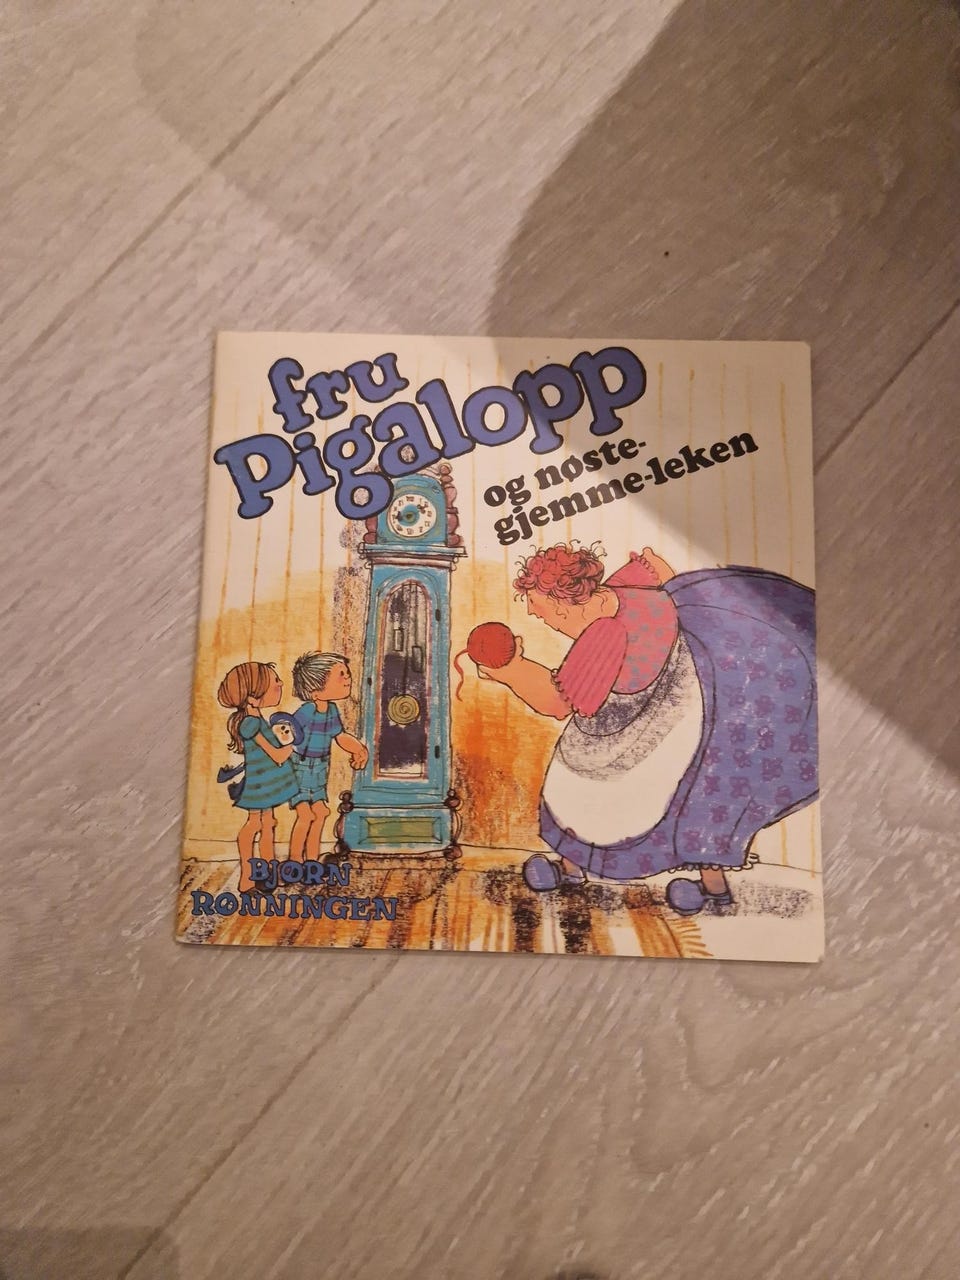 fru
Pigalopp
og nøste-
gjemme-leken
BJØRN
RØNNINGEN